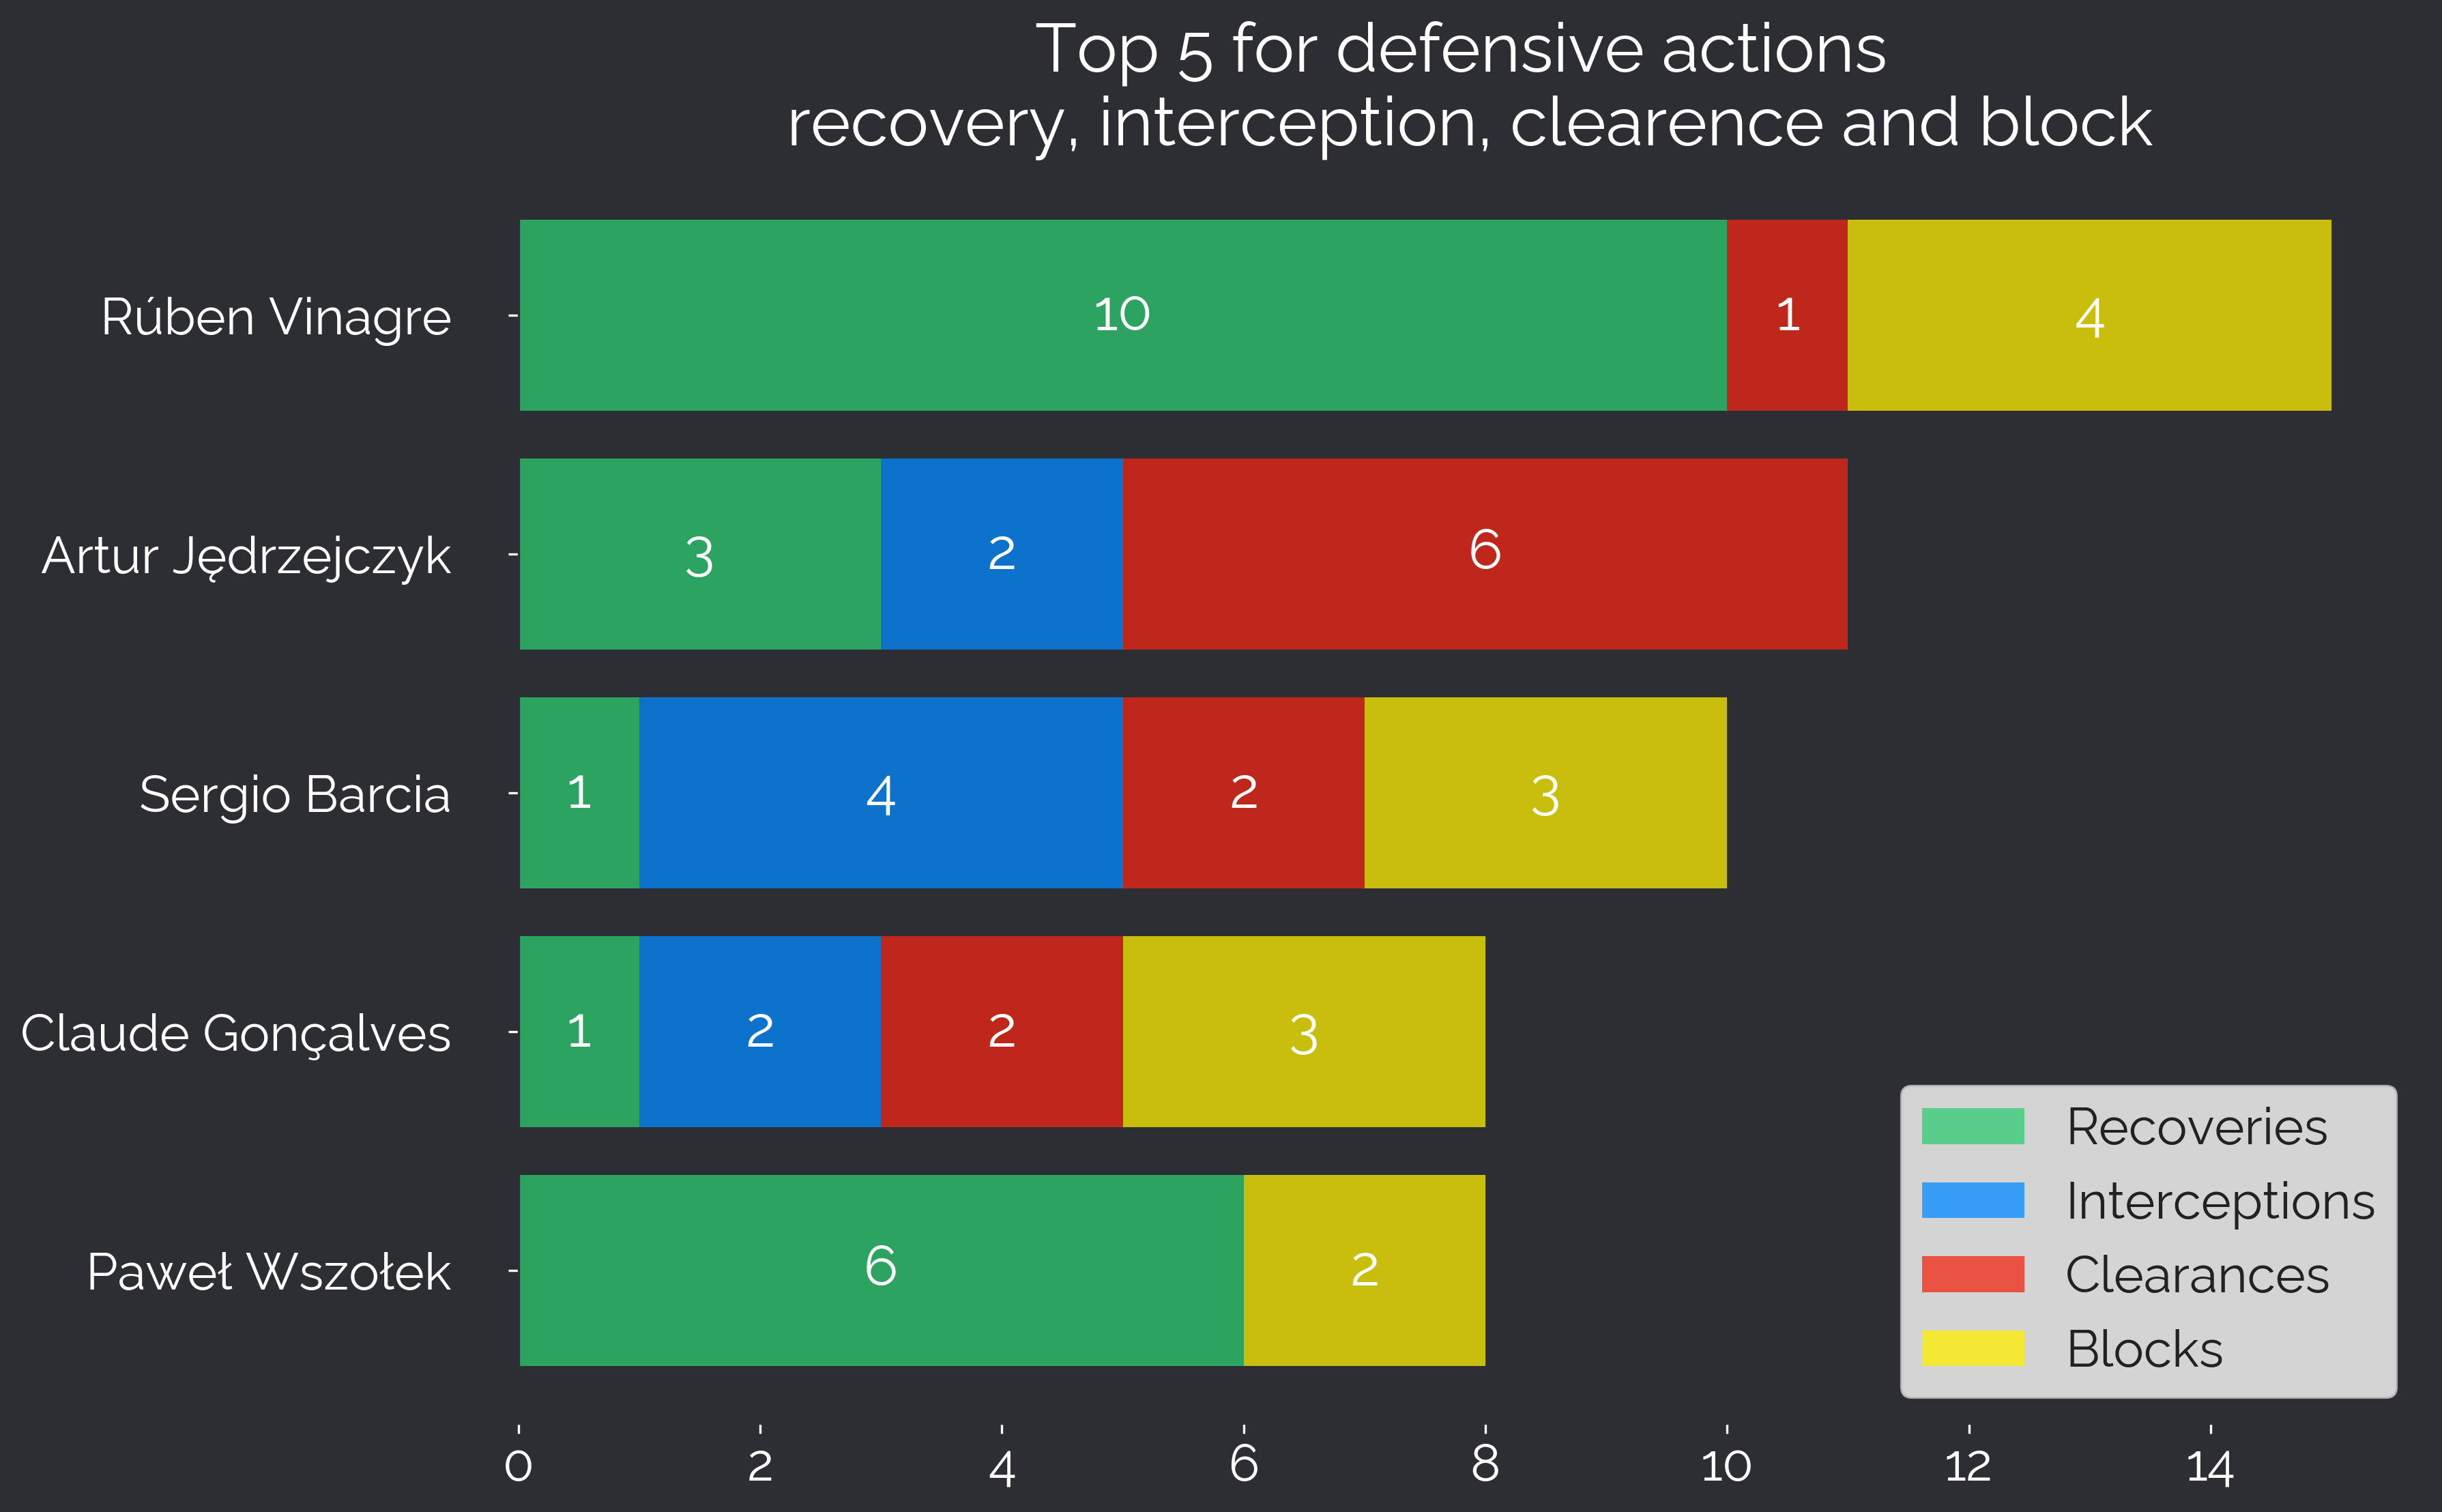 Top 5 for defensive actions
recovery, interception, clearence and block
Rúben Vinagre
10 1 4
Artur Jędrzejczyk
3 2 6
Sergio Barcia
1 4 2 3
Claude Gonçalves
1 2 2 3
Paweł Wszołek
6 2
Recoveries
Interceptions
Clearances
Blocks
0 2 4 6 8 10 12 14